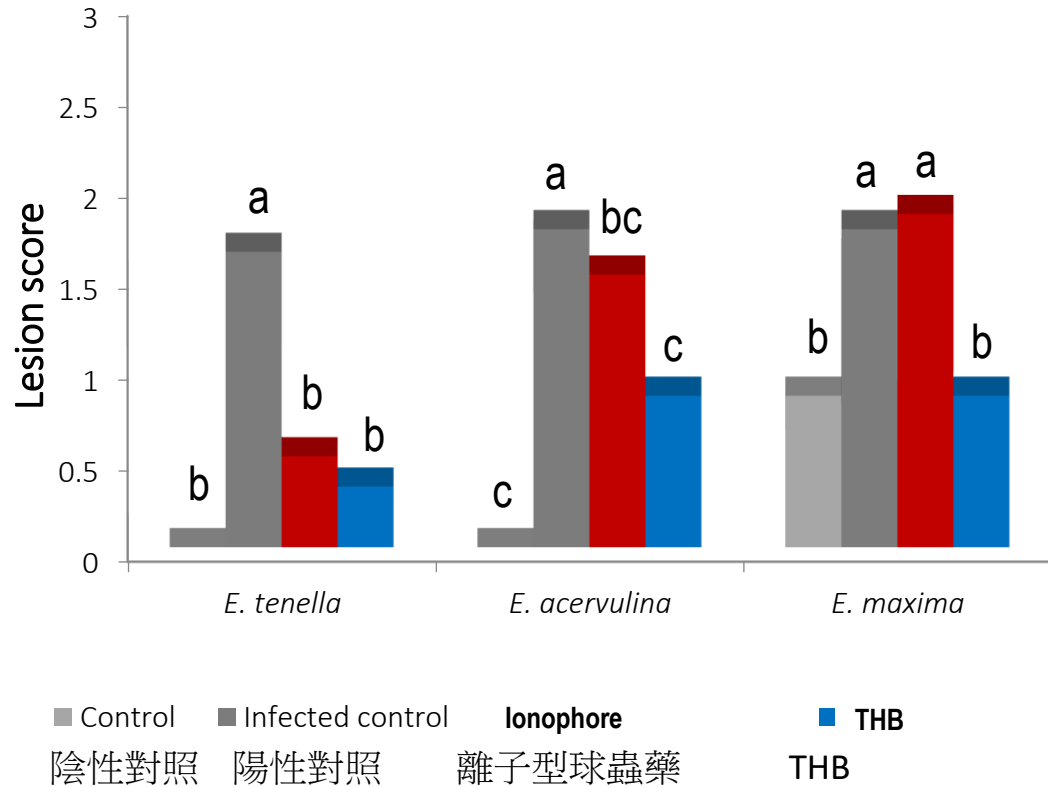 3
2.5
2
1.5
1
0.5
0
Lesion score
b a b b
c a bc c
b a a b
E. tenella E. acervulina E. maxima
Control Infected control Ionophore THB
陰性對照 陽性對照 離子型球蟲藥 THB